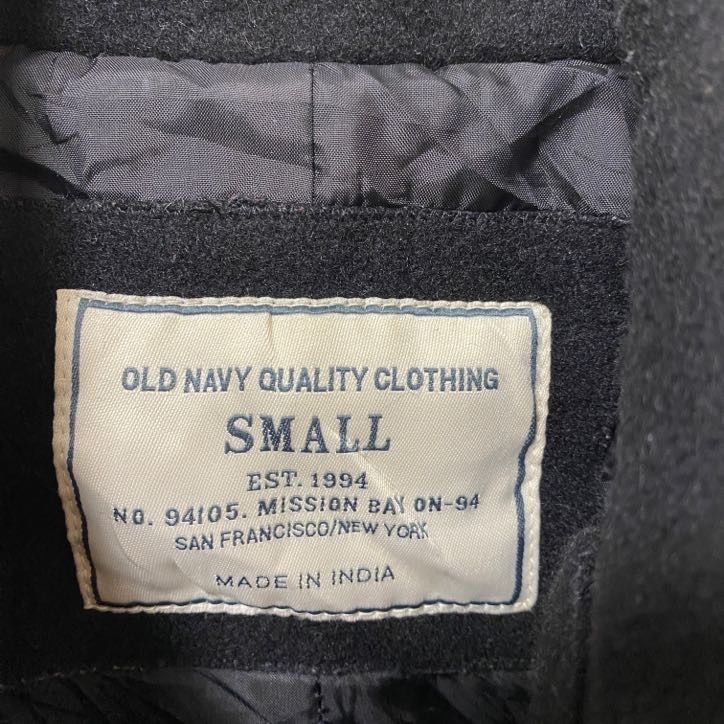 OLD NAVY QUALITY CLOTHING
SMALL
EST. 1994
NO. 94105. MISSION BAY ON-94
SAN FRANCISCO/NEW YORK
MADE IN INDIA